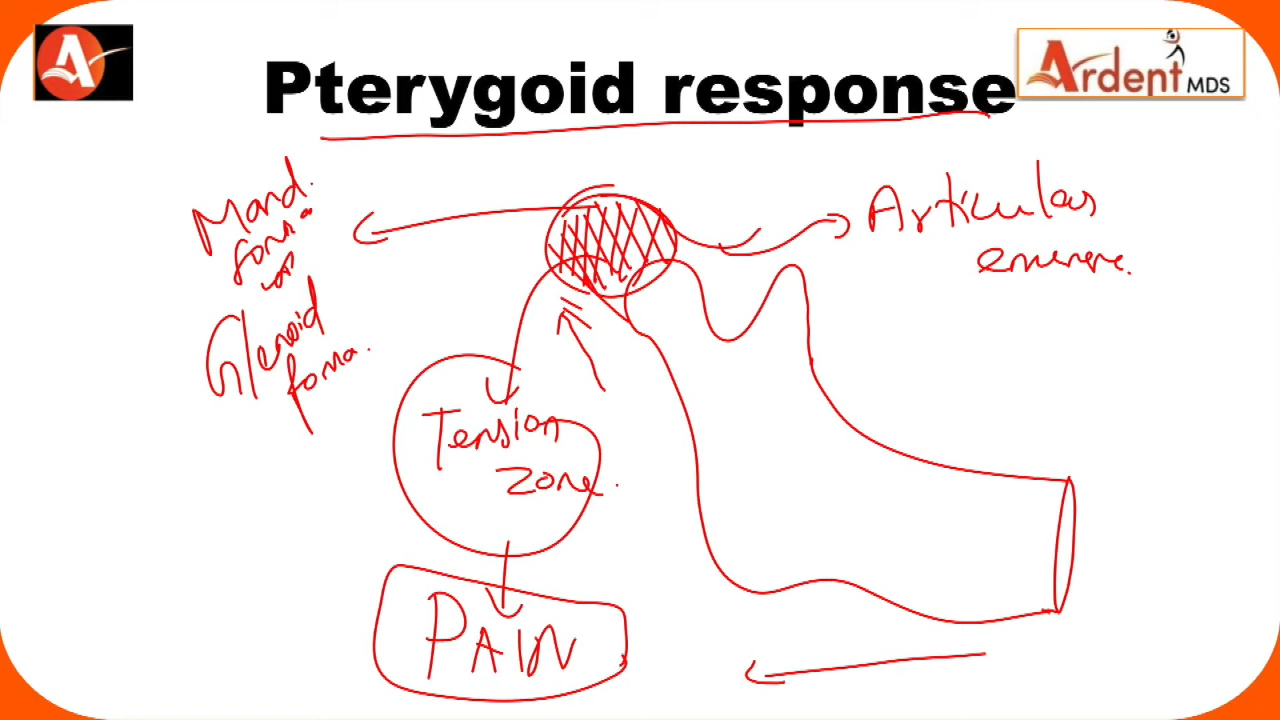 A
Ardent MDS
Pterygoid response
Mand.
fossa
or
Glenoid
fossa.
Articular
eminence.
Tension
zone.
PAIN